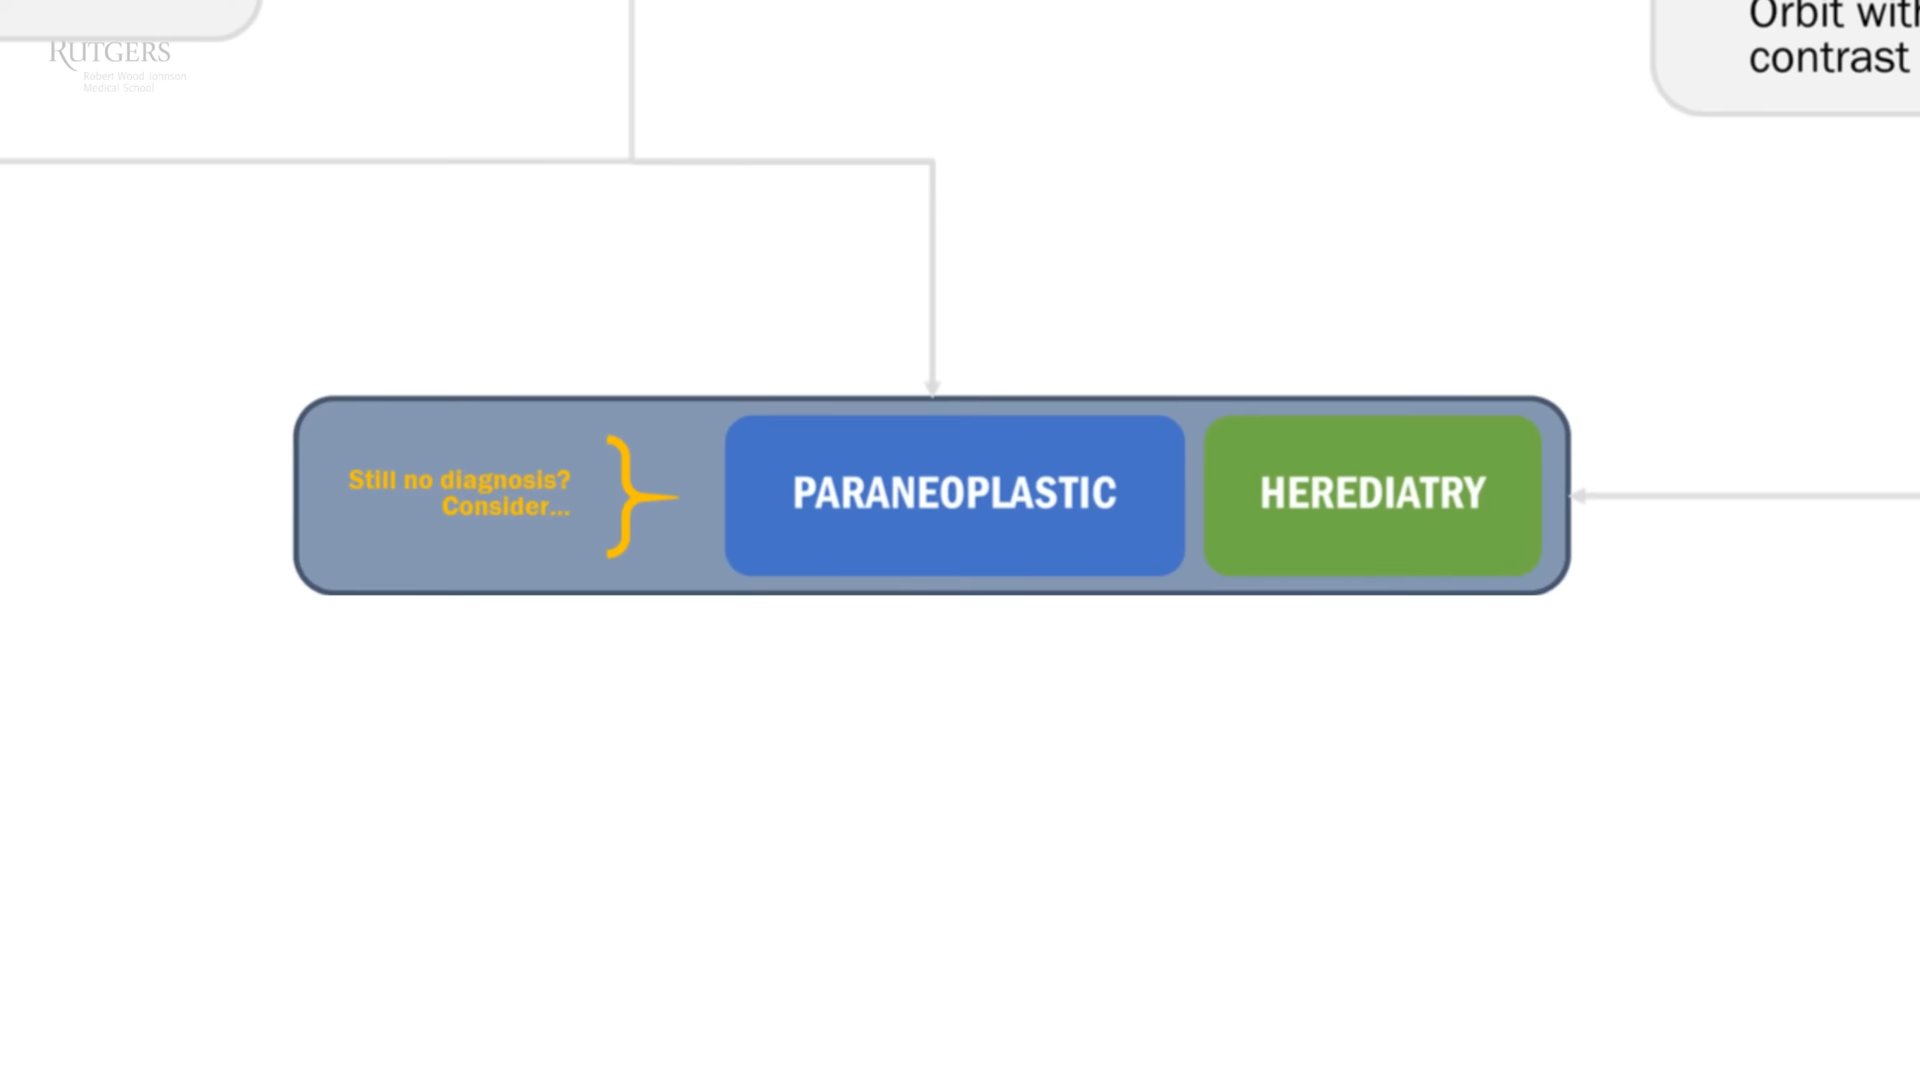 Orbit with
contrast
RUTGERS
Robert Wood Johnson
Medical School
Still no diagnosis?
Consider...
PARANEOPLASTIC
HEREDIATRY